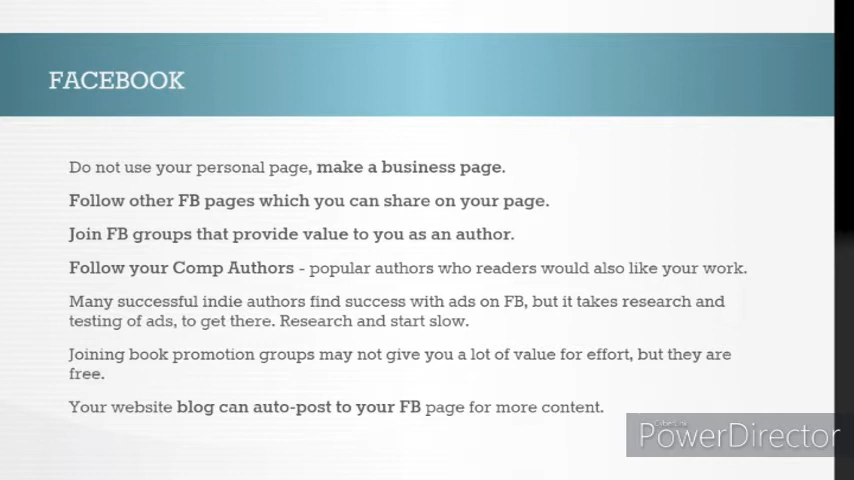 FACEBOOK
Do not use your personal page, make a business page.
Follow other FB pages which you can share on your page.
Join FB groups that provide value to you as an author.
Follow your Comp Authors - popular authors who readers would also like your work.
Many successful indie authors find success with ads on FB, but it takes research and
testing of ads, to get there. Research and start slow.
Joining book promotion groups may not give you a lot of value for effort, but they are
free.
Your website blog can auto-post to your FB page for more content.
CyberLink
PowerDirector